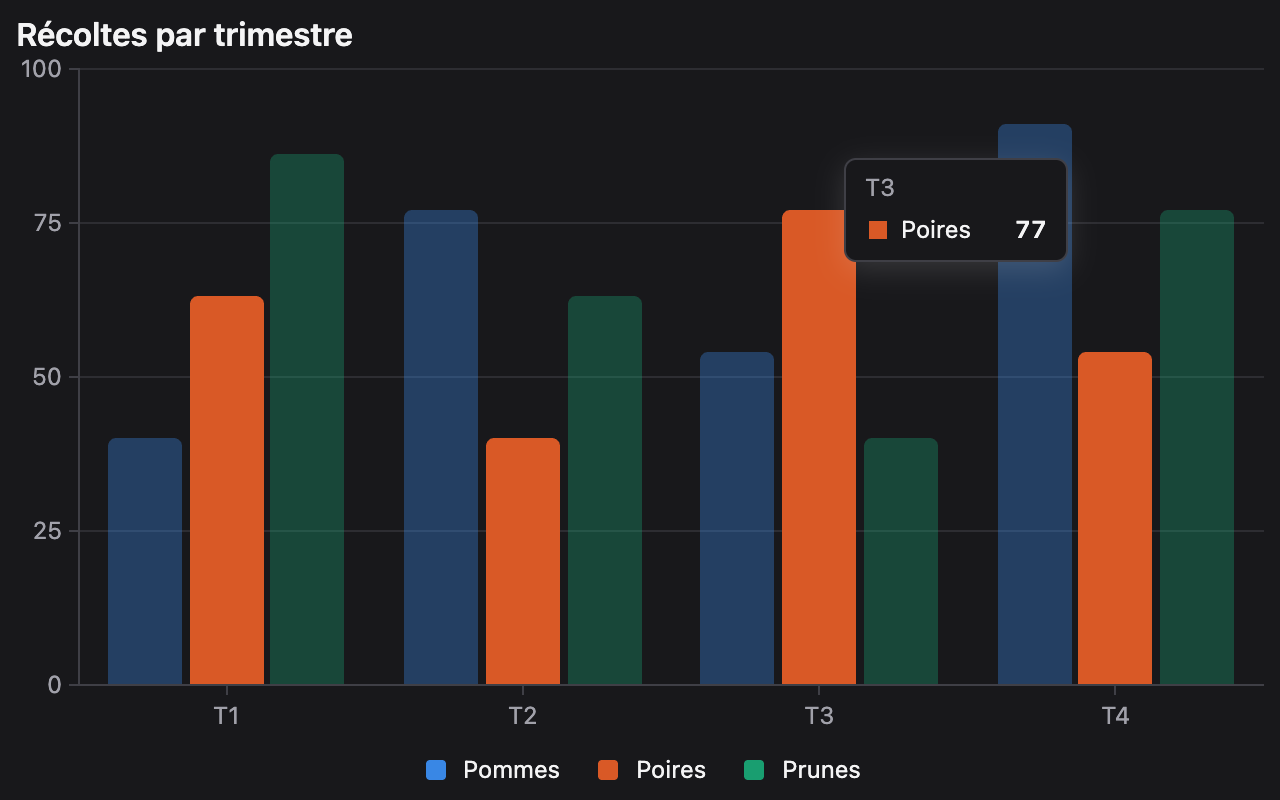 Récoltes par trimestre
100
75
50
25
0
T3
Poires 77
T1 T2 T3 T4
Pommes Poires Prunes